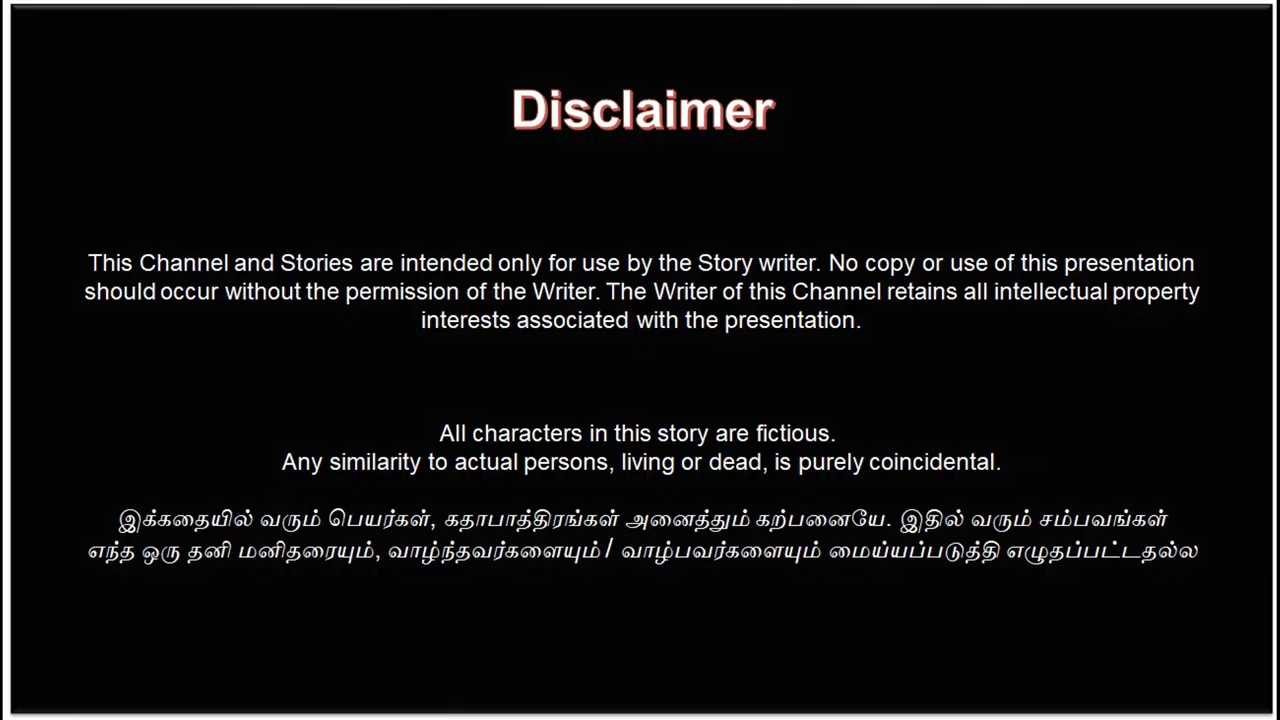 Disclaimer
This Channel and Stories are intended only for use by the Story writer. No copy or use of this presentation
should occur without the permission of the Writer. The Writer of this Channel retains all intellectual property
interests associated with the presentation.
All characters in this story are fictious.
Any similarity to actual persons, living or dead, is purely coincidental.
இக்கதையில் வரும் பெயர்கள், கதாபாத்திரங்கள் அனைத்தும் கற்பனையே. இதில் வரும் சம்பவங்கள்
எந்த ஒரு தனி மனிதரையும், வாழ்ந்தவர்களையும் / வாழ்பவர்களையும் மைய்யப்படுத்தி எழுதப்பட்டதல்ல